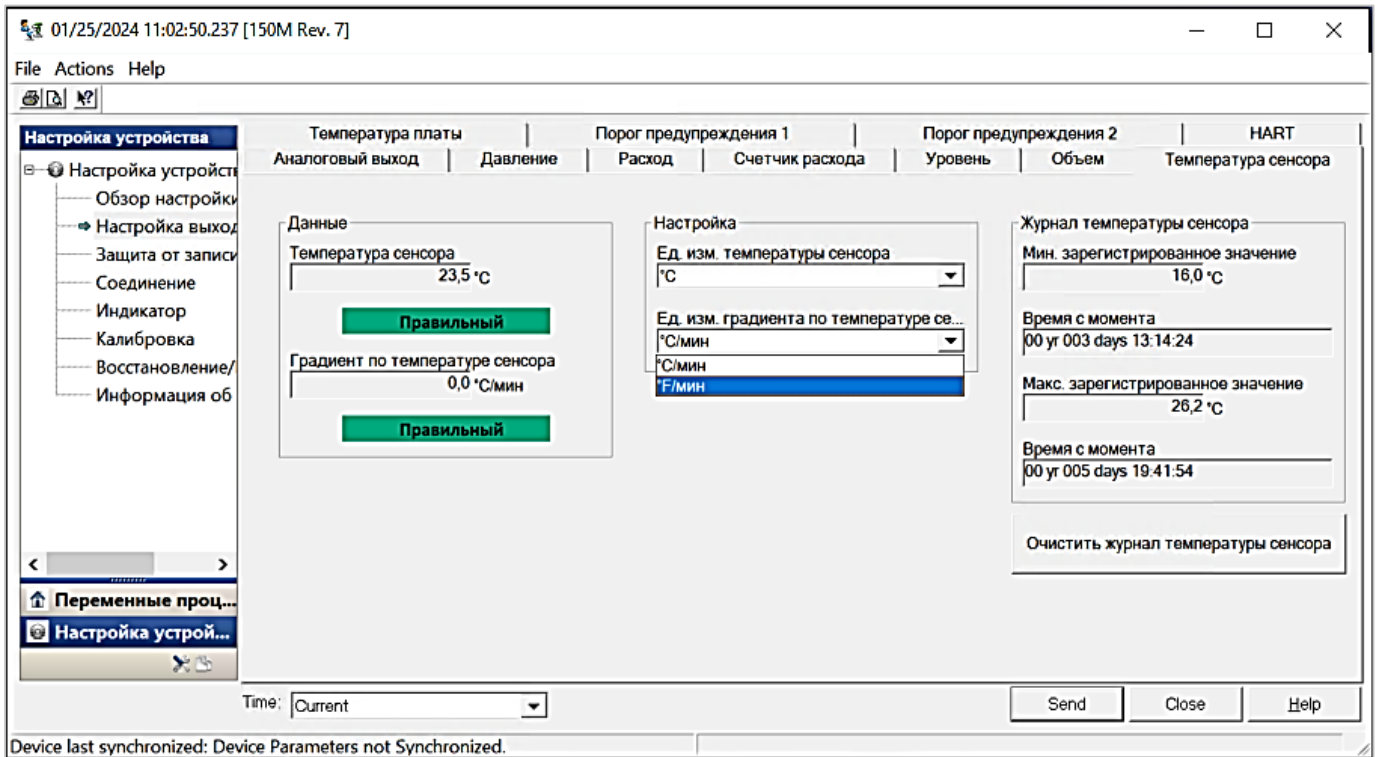 01/25/2024 11:02:50.237 [150M Rev. 7]
File Actions Help
Настройка устройства
Настройка устройств
Обзор настройки
Настройка выход
Защита от записи
Соединение
Индикатор
Калибровка
Восстановление/
Информация об
Переменные проц...
Настройка устрой...
Температура платы
Порог предупреждения 1
Порог предупреждения 2
HART
Аналоговый выход
Давление
Расход
Счетчик расхода
Уровень
Объем
Температура сенсора
Данные
Температура сенсора
23,5 °C
Правильный
Градиент по температуре сенсора
0,0 °C/мин
Правильный
Настройка
Ед. изм. температуры сенсора
°C
Ед. изм. градиента по температуре се...
°C/мин
°C/мин
°F/мин
Журнал температуры сенсора
Мин. зарегистрированное значение
16,0 °C
Время с момента
00 yr 003 days 13:14:24
Макс. зарегистрированное значение
26,2 °C
Время с момента
00 yr 005 days 19:41:54
Очистить журнал температуры сенсора
Time: Current
Send
Close
Help
Device last synchronized: Device Parameters not Synchronized.